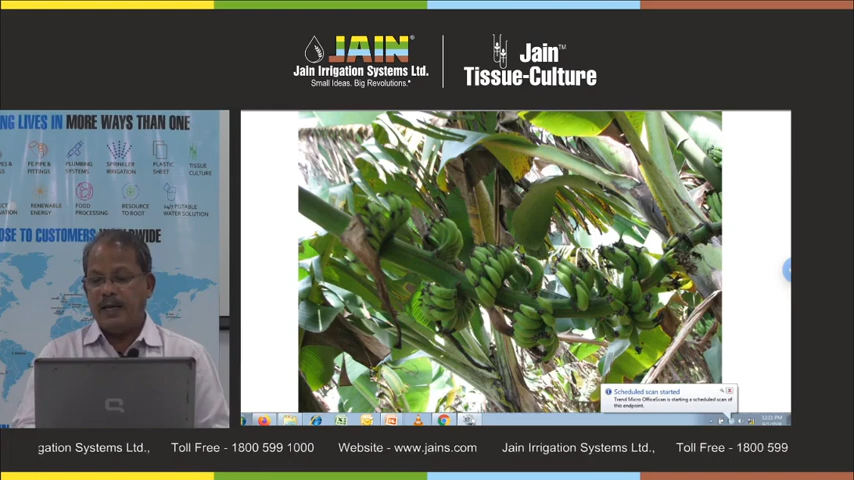 JAIN®
Jain Irrigation Systems Ltd.
Small Ideas. Big Revolutions.®
Jain™
Tissue-Culture
NG LIVES IN MORE WAYS THAN ONE
PE PIPE & FITTINGS
PLUMBING SYSTEMS
SPRINKLER IRRIGATION
PLASTIC SHEET
TISSUE CULTURE
RENEWABLE ENERGY
FOOD PROCESSING
RESOURCE TO ROOT
24/7 POTABLE WATER SOLUTION
OSE TO CUSTOMERS WORLDWIDE
Scheduled scan started
Trend Micro OfficeScan is starting a scheduled scan of
this endpoint.
gation Systems Ltd., Toll Free - 1800 599 1000 Website - www.jains.com Jain Irrigation Systems Ltd., Toll Free - 1800 599